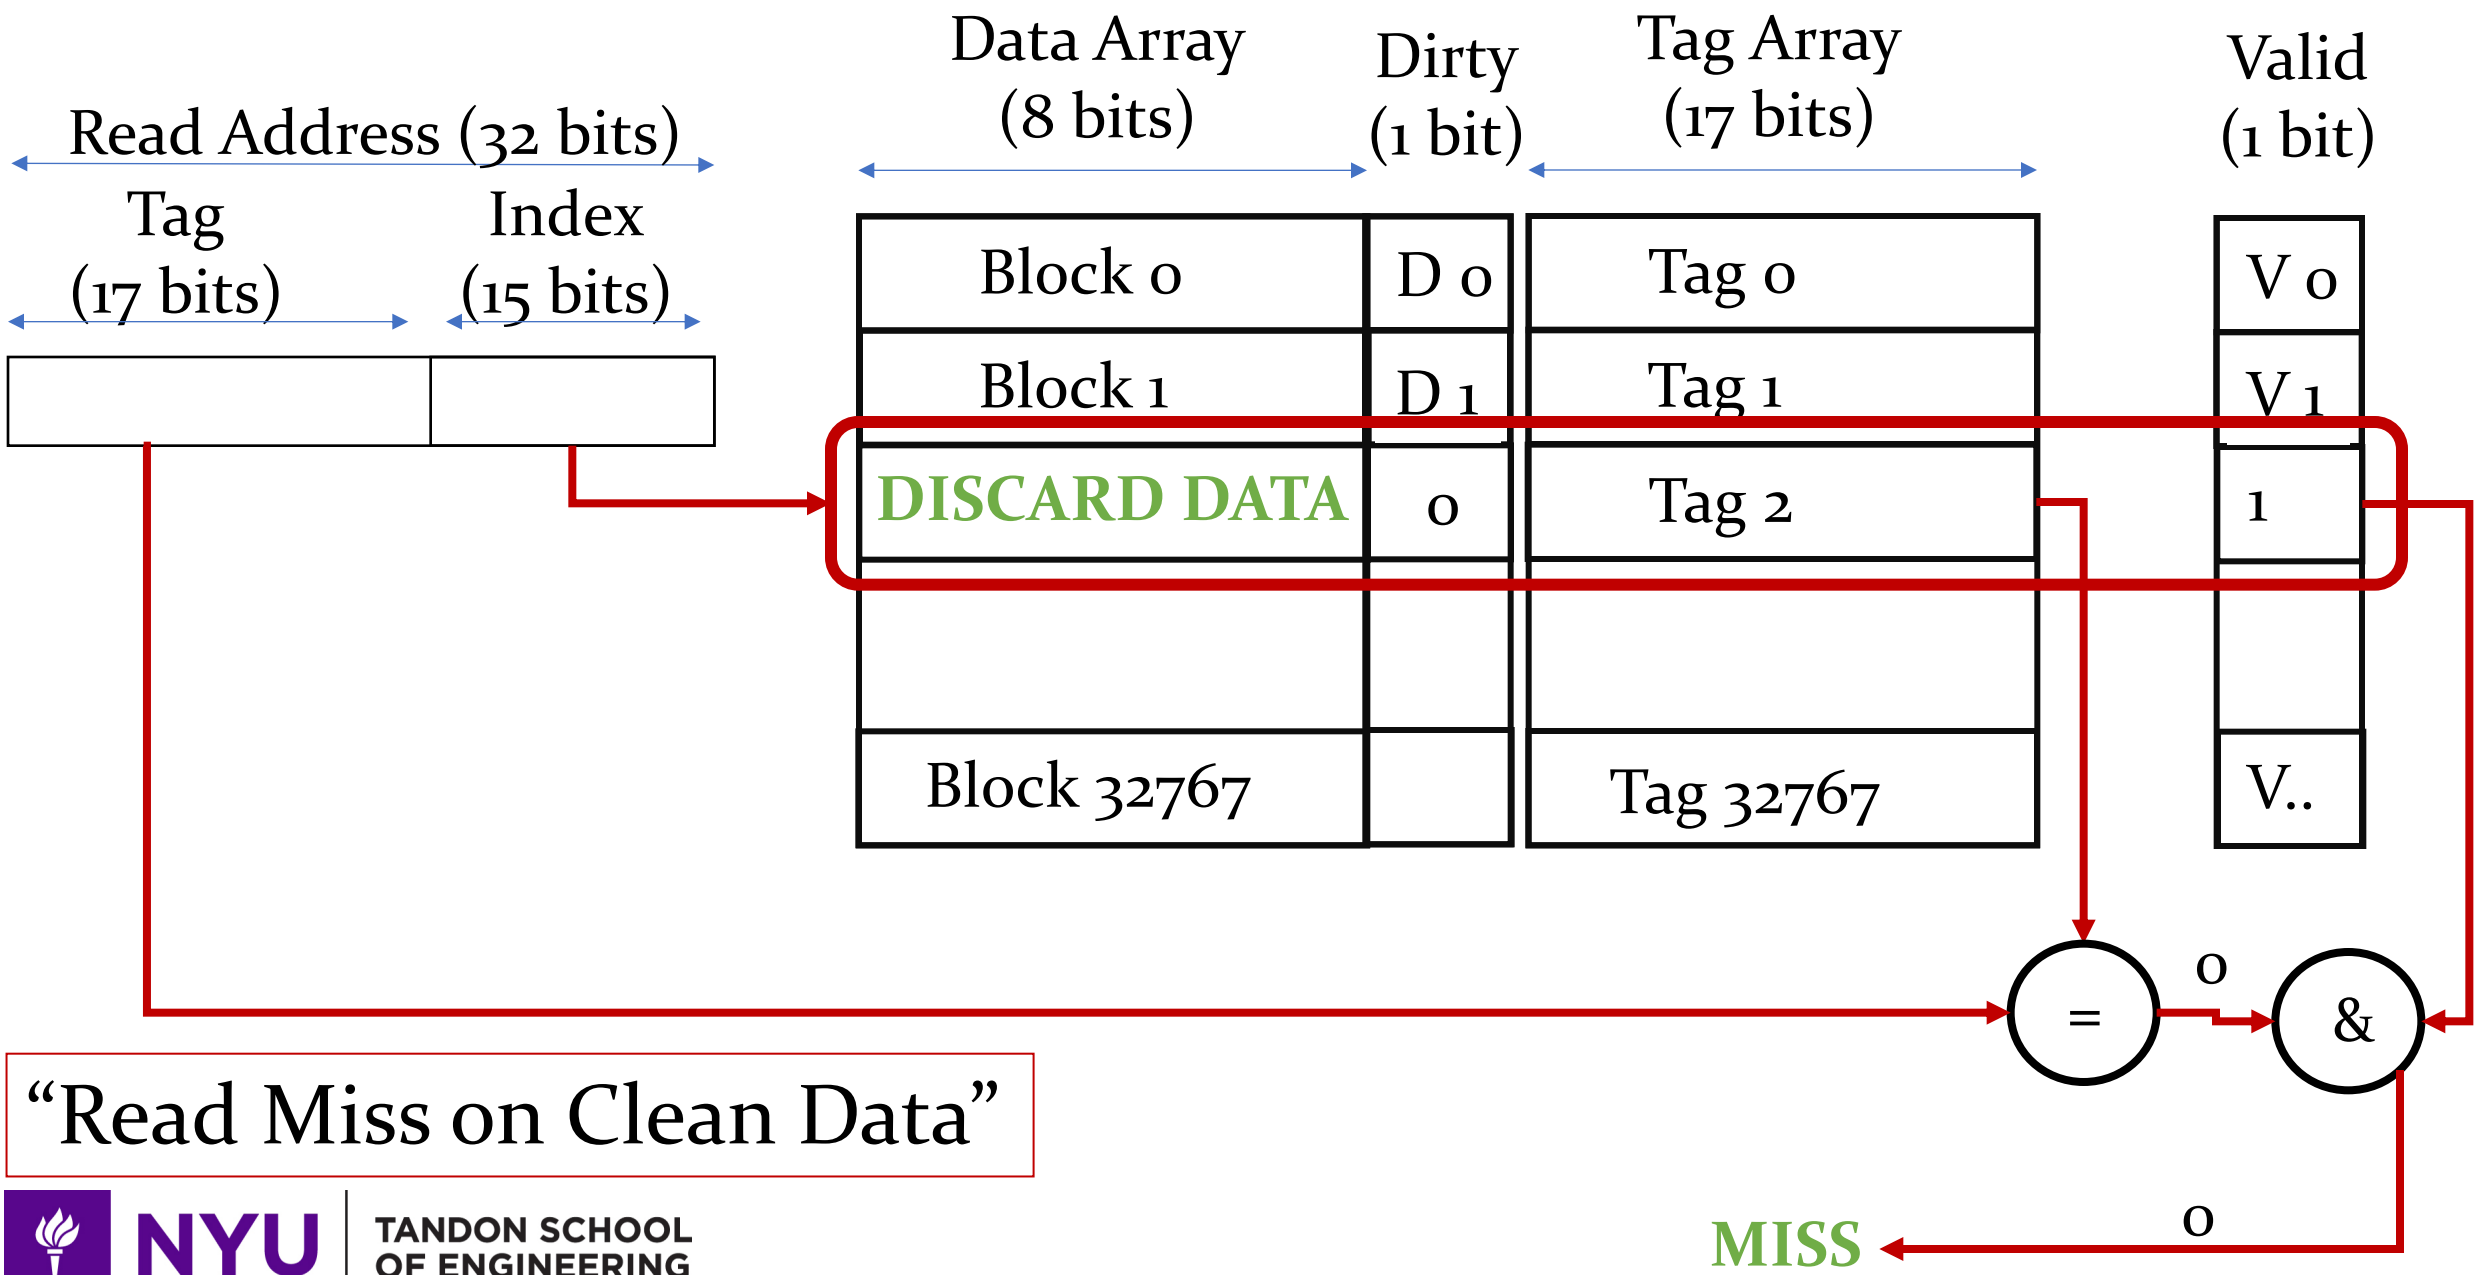 Data Array
(8 bits)
Dirty
(1 bit)
Tag Array
(17 bits)
Valid
(1 bit)
Read Address (32 bits)
Tag
(17 bits)
Index
(15 bits)
Block 0
D 0
Tag 0
V 0
Block 1
D 1
Tag 1
V 1
DISCARD DATA
0
Tag 2
1
Block 32767
Tag 32767
V..
=
0
&
"Read Miss on Clean Data"
MISS
0
NYU
TANDON SCHOOL
OF ENGINEERING